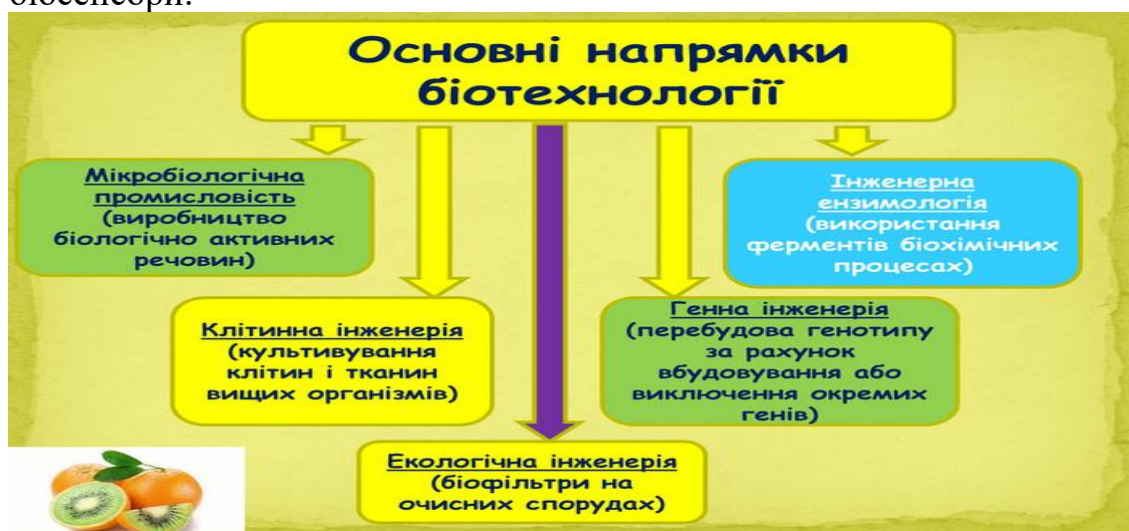 біосенсори.
Основні напрямки
біотехнології
Мікробіологічна
промисловість
(виробництво
біологічно активних
речовин)
Інженерна
ензимологія
(використання
ферментів біохімічних
процесах)
Клітинна інженерія
(культивування
клітин і тканин
вищих організмів)
Генна інженерія
(перебудова генотипу
за рахунок
вбудовування або
виключення окремих
генів)
Екологічна інженерія
(біофільтри на
очисних спорудах)